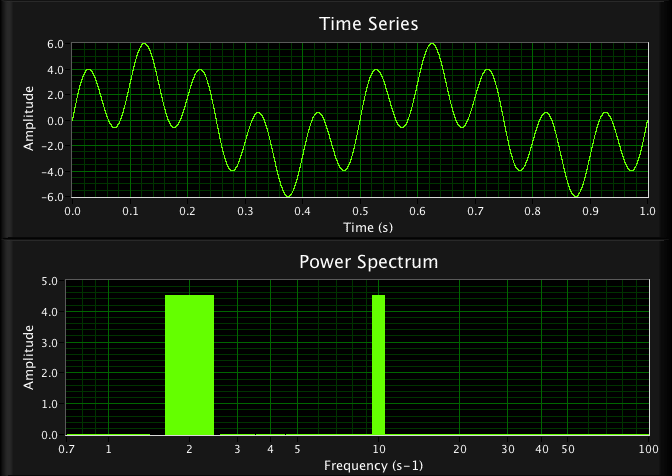 Time Series
Amplitude
6.0
4.0
2.0
0.0
−2.0
−4.0
−6.0
0.0 0.1 0.2 0.3 0.4 0.5 0.6 0.7 0.8 0.9 1.0
Time (s)
Power Spectrum
Amplitude
5.0
4.0
3.0
2.0
1.0
0.0
0.7 1 2 3 4 5 10 20 30 40 50 100
Frequency (s−1)